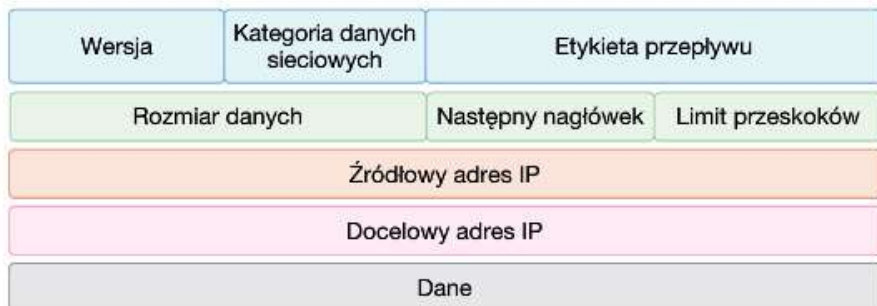 Wersja
Kategoria danych
sieciowych
Etykieta przepływu
Rozmiar danych
Następny nagłówek
Limit przeskoków
Źródłowy adres IP
Docelowy adres IP
Dane